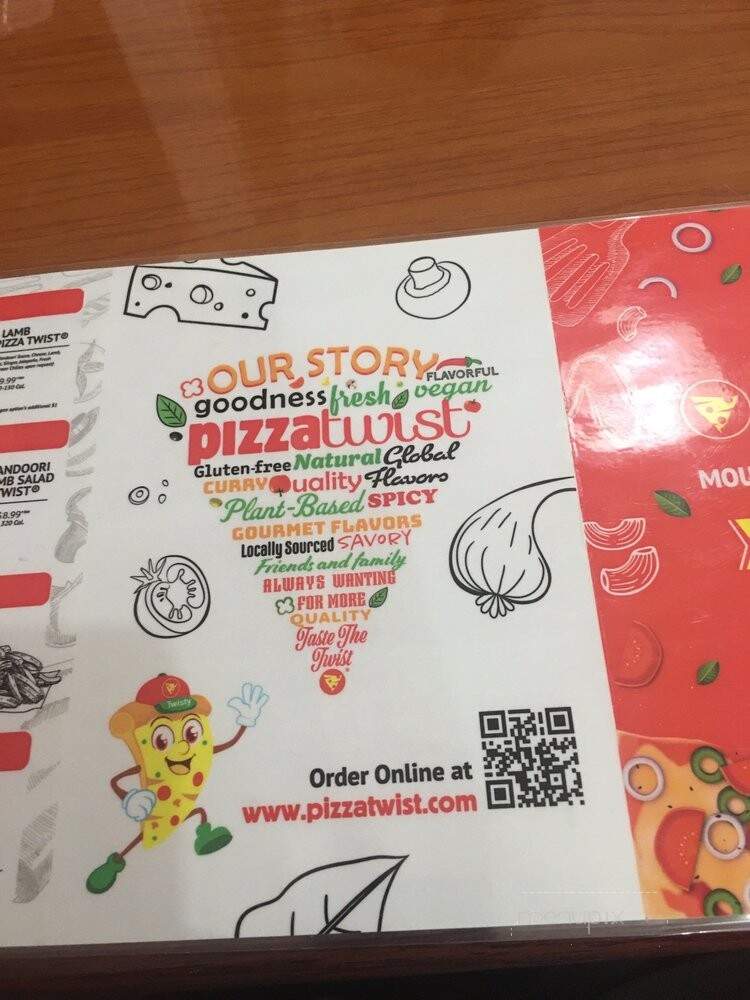 LAMB
PIZZA TWIST®
ANDOORI
MB SALAD
WIST®
320 Cal.
OUR STORY
FLAVORFUL
goodness fresh vegan
pizzatwist
Gluten-free Natural Global
CURRY Quality Flavors
Plant-Based SPICY
GOURMET FLAVORS
Locally Sourced SAVORY
Friends and family
ALWAYS WANTING
FOR MORE
QUALITY
Taste The
Twist
Twisty
Order Online at
www.pizzatwist.com
MOU